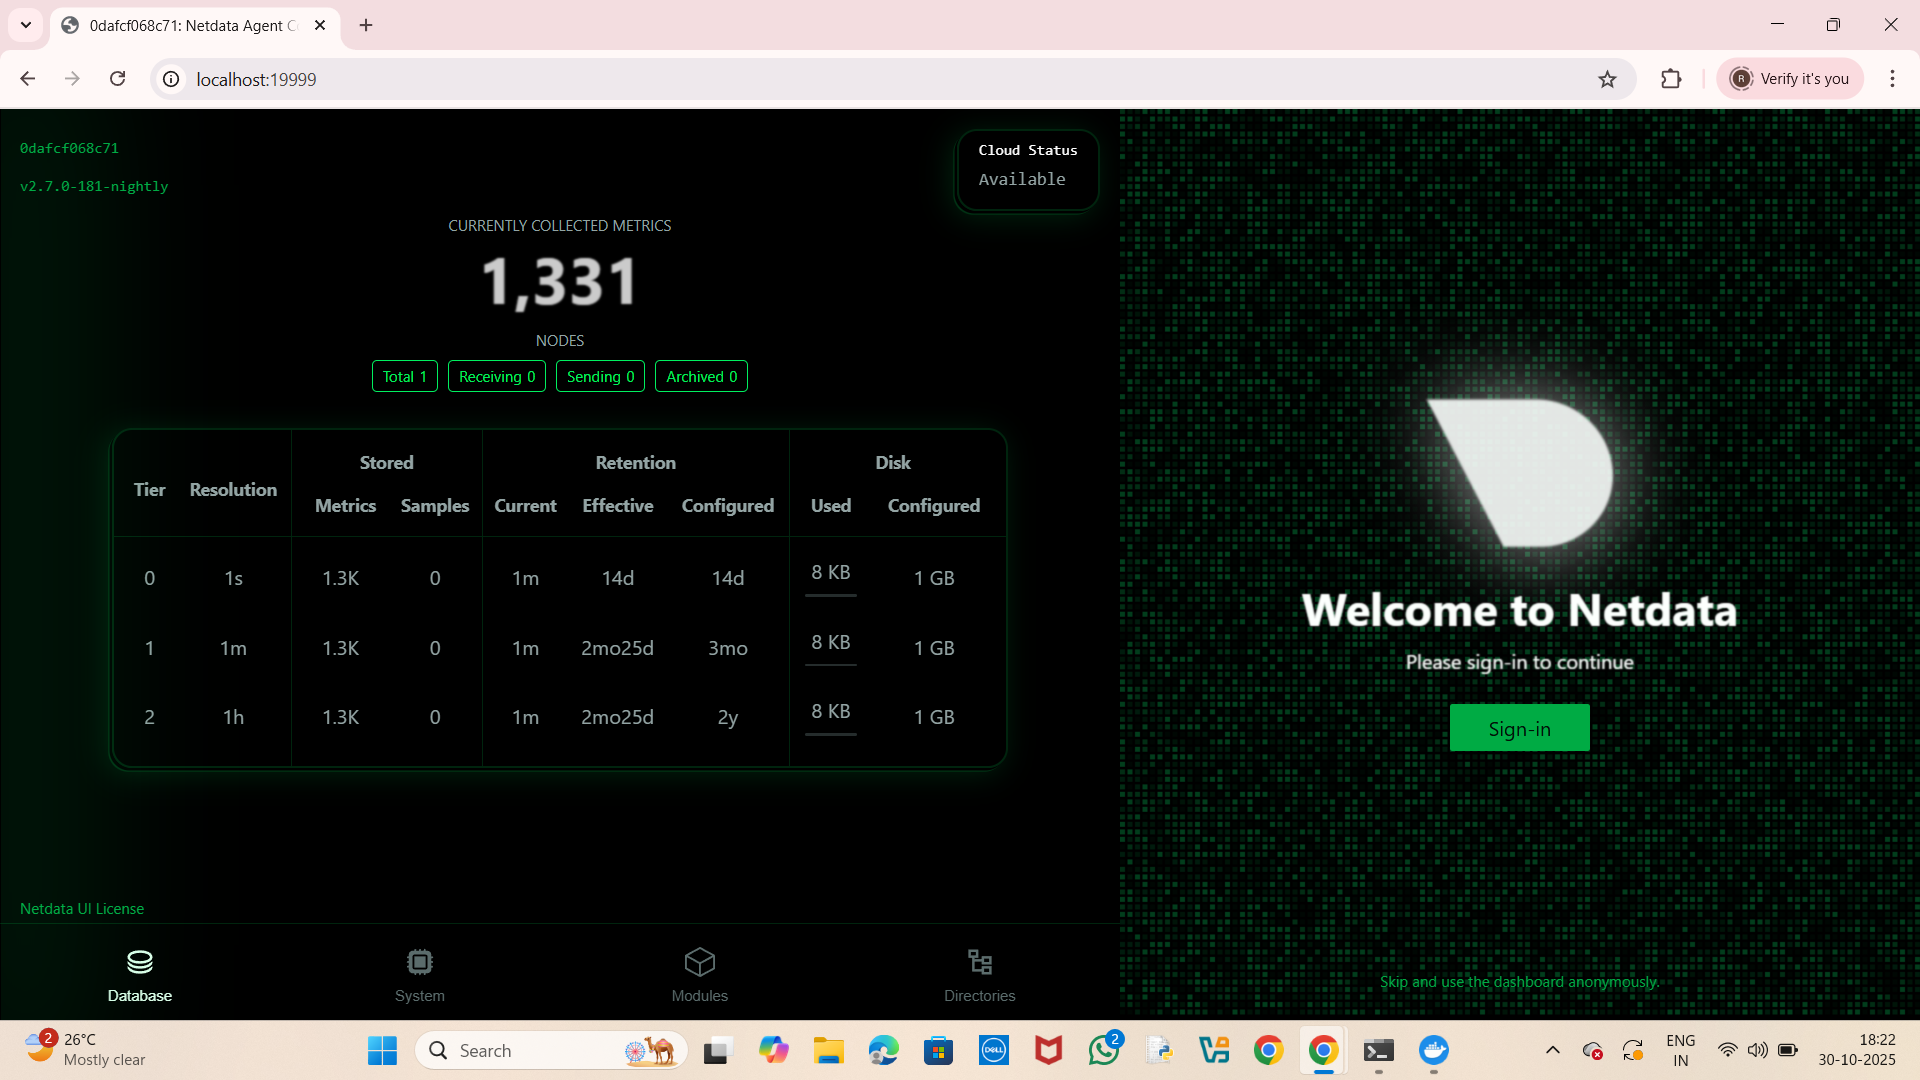 0dafcf068c71: Netdata Agent C
localhost:19999
Verify it's you
0dafcf068c71
v2.7.0-181-nightly
Cloud Status
Available
CURRENTLY COLLECTED METRICS
1,331
NODES
Total 1 Receiving 0 Sending 0 Archived 0
Stored Retention Disk
Tier Resolution
Metrics Samples Current Effective Configured Used Configured
0 1s 1.3K 0 1m 14d 14d 8 KB 1 GB
1 1m 1.3K 0 1m 2mo25d 3mo 8 KB 1 GB
2 1h 1.3K 0 1m 2mo25d 2y 8 KB 1 GB
Netdata UI License
Database System Modules Directories
Welcome to Netdata
Please sign-in to continue
Sign-in
Skip and use the dashboard anonymously.
2
26°C
Mostly clear
Search
DELL
2
ENG
IN
18:22
30-10-2025